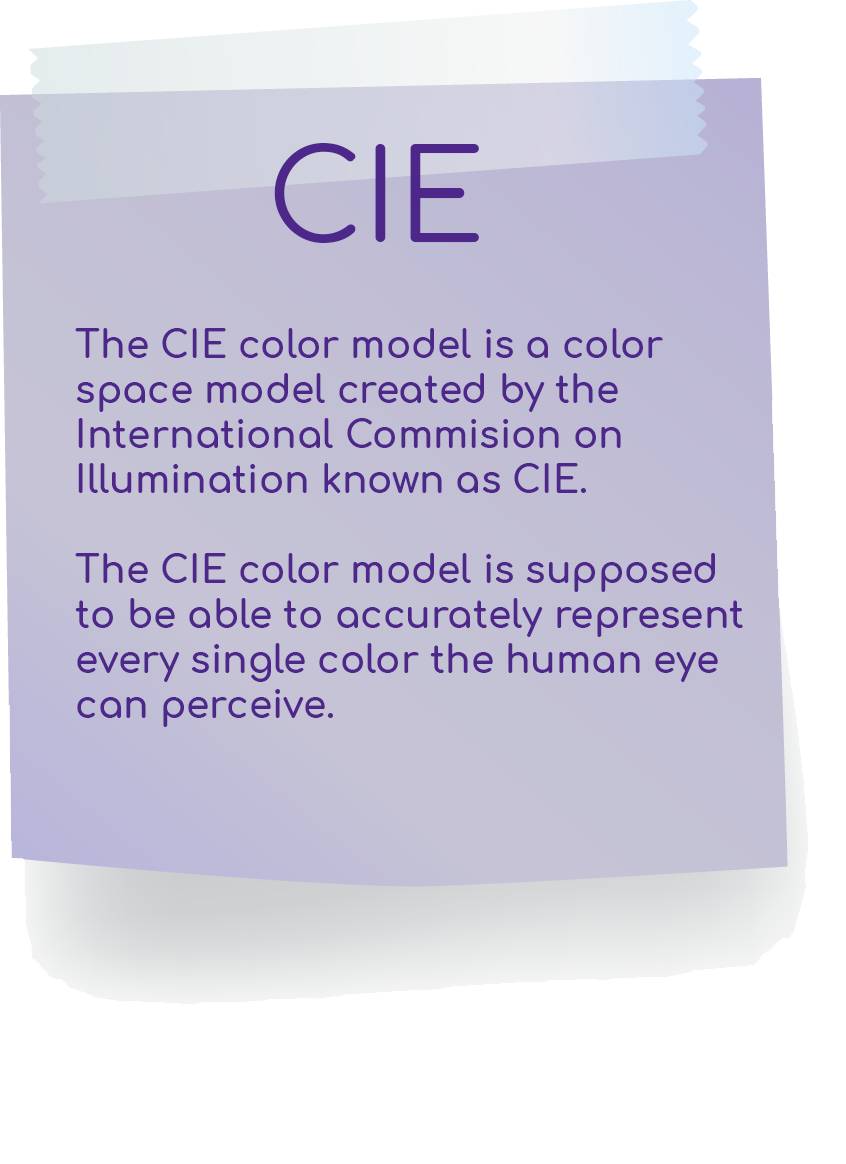 CIE
The CIE color model is a color
space model created by the
International Commision on
Illumination known as CIE.
The CIE color model is supposed
to be able to accurately represent
every single color the human eye
can perceive.